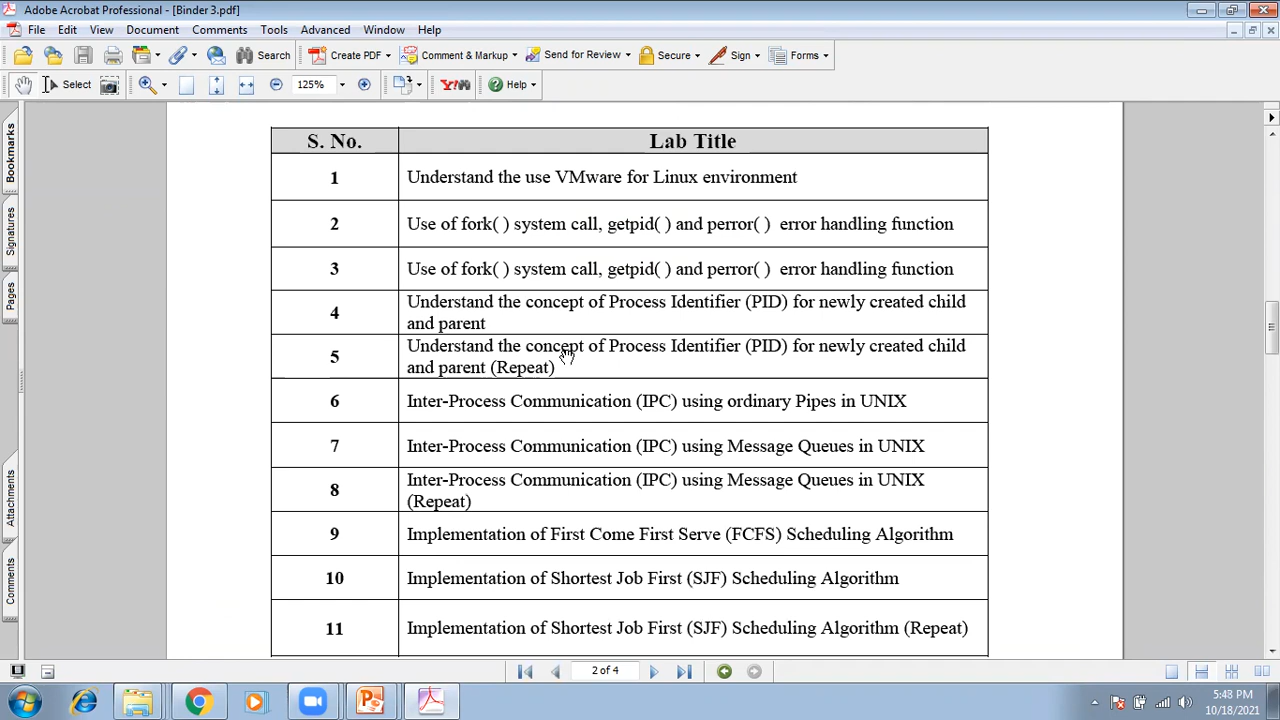 Adobe Acrobat Professional - [Binder 3.pdf]
File Edit View Document Comments Forms Tools Advanced Window Help
Search Create PDF Comment & Markup Send for Review Secure Sign Forms
Select 125% Y! Help
S. No. Lab Title
1 Understand the use VMware for Linux environment
2 Use of fork( ) system call, getpid( ) and perror( ) error handling function
3 Use of fork( ) system call, getpid( ) and perror( ) error handling function
4 Understand the concept of Process Identifier (PID) for newly created child
and parent
5 Understand the concept of Process Identifier (PID) for newly created child
and parent (Repeat)
6 Inter-Process Communication (IPC) using ordinary Pipes in UNIX
7 Inter-Process Communication (IPC) using Message Queues in UNIX
8 Inter-Process Communication (IPC) using Message Queues in UNIX
(Repeat)
9 Implementation of First Come First Serve (FCFS) Scheduling Algorithm
10 Implementation of Shortest Job First (SJF) Scheduling Algorithm
11 Implementation of Shortest Job First (SJF) Scheduling Algorithm (Repeat)
Bookmarks
Signatures
Pages
Attachments
Comments
2 of 4
5:48 PM
10/18/2021